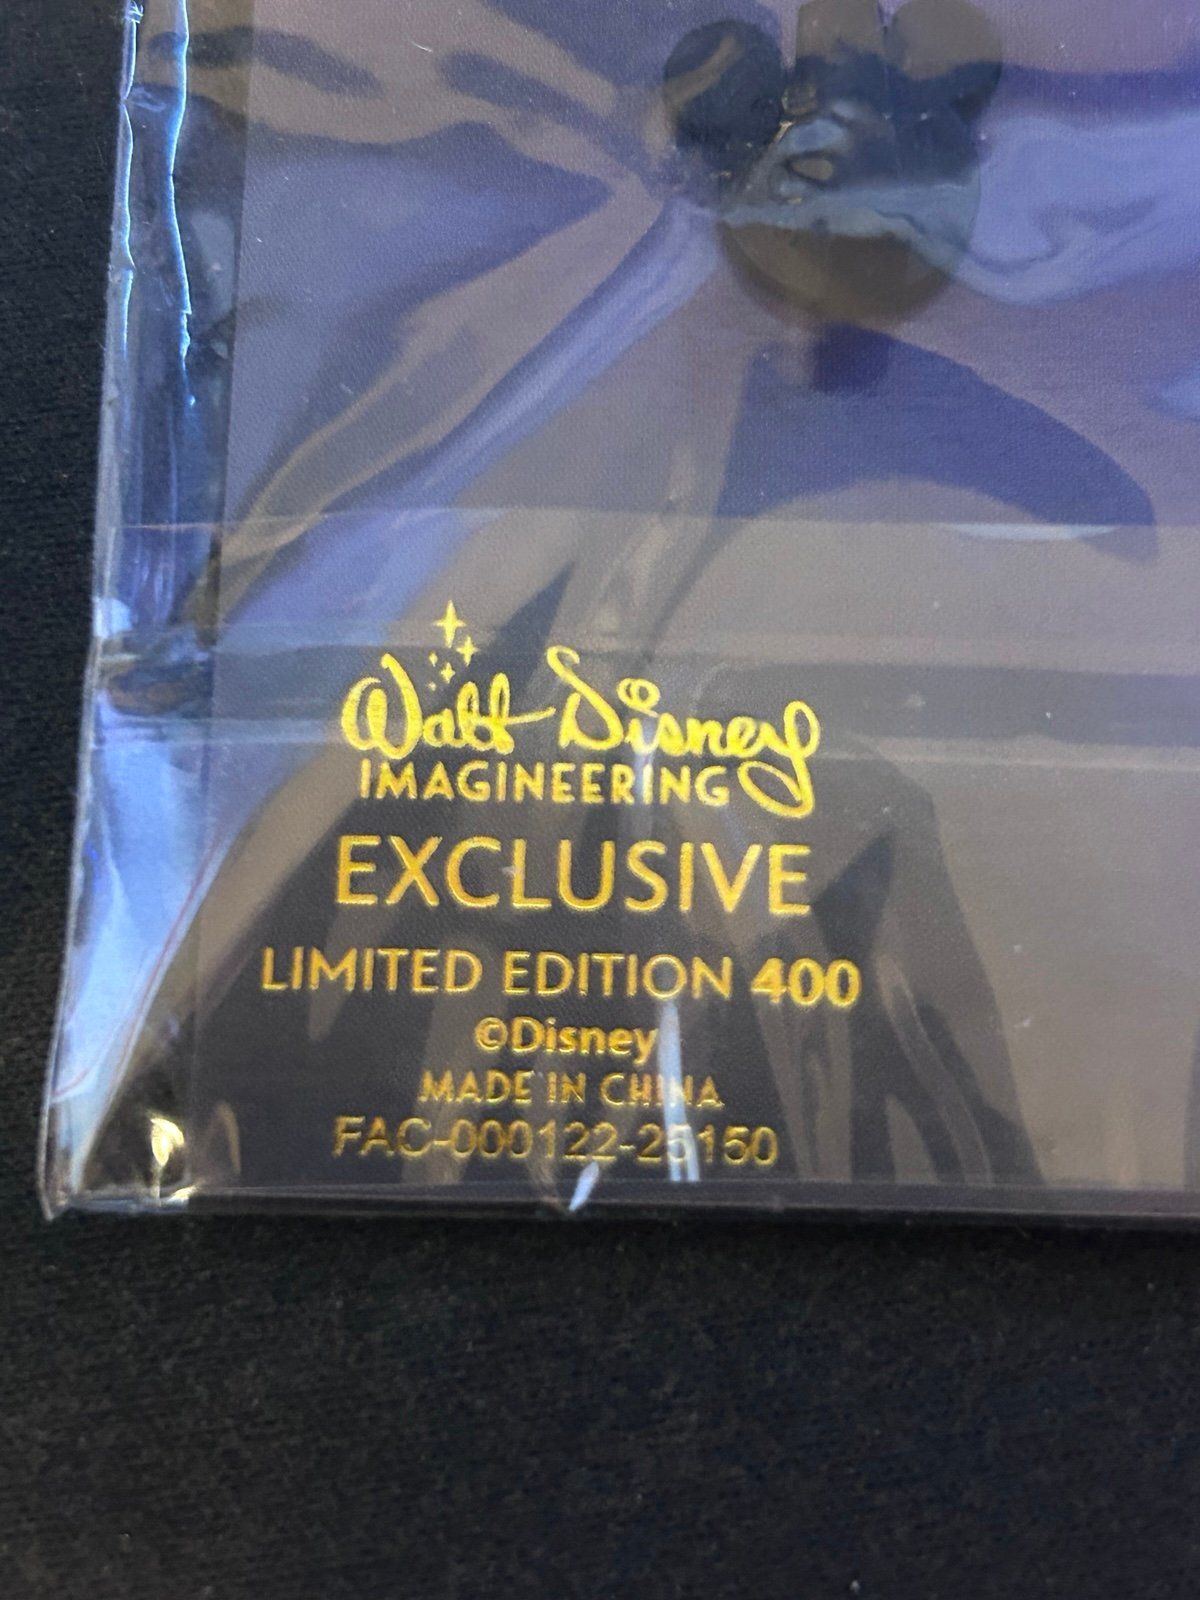 Walt Disney
IMAGINEERING
EXCLUSIVE
LIMITED EDITION 400
©Disney
MADE IN CHINA
FAC-000122-25150